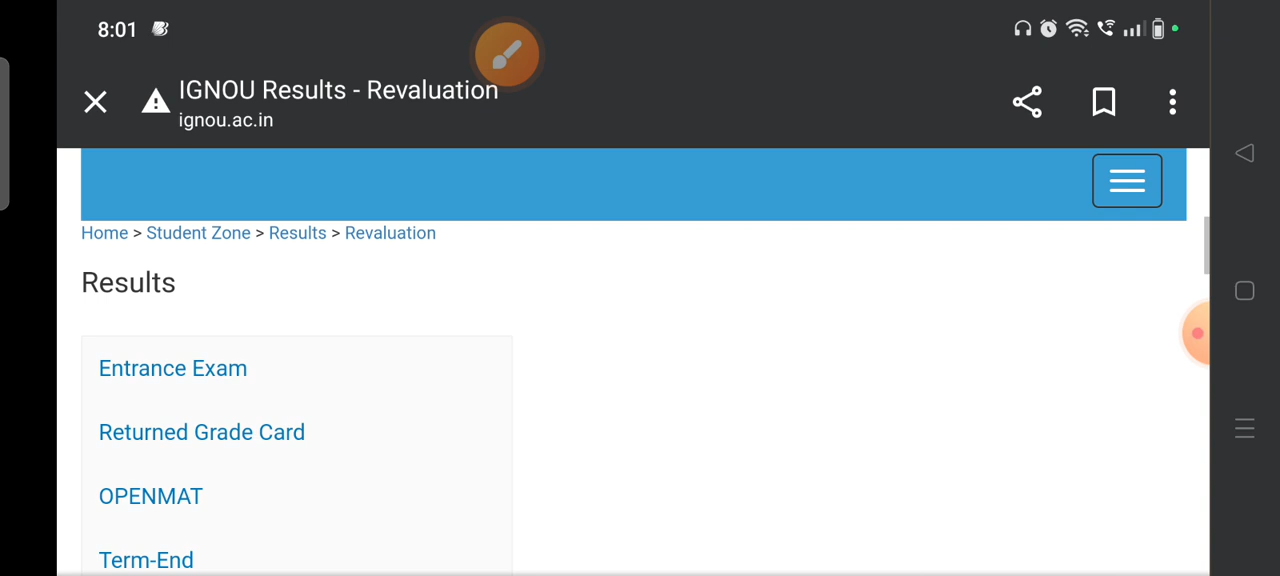 8:01
IGNOU Results - Revaluation
ignou.ac.in
Home > Student Zone > Results > Revaluation
Results
Entrance Exam
Returned Grade Card
OPENMAT
Term-End